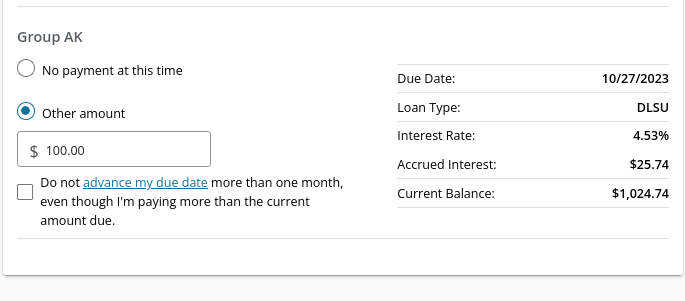 Group AK
No payment at this time
Other amount
$ 100.00
Do not advance my due date more than one month,
even though I'm paying more than the current
amount due.
Due Date: 10/27/2023
Loan Type: DLSU
Interest Rate: 4.53%
Accrued Interest: $25.74
Current Balance: $1,024.74